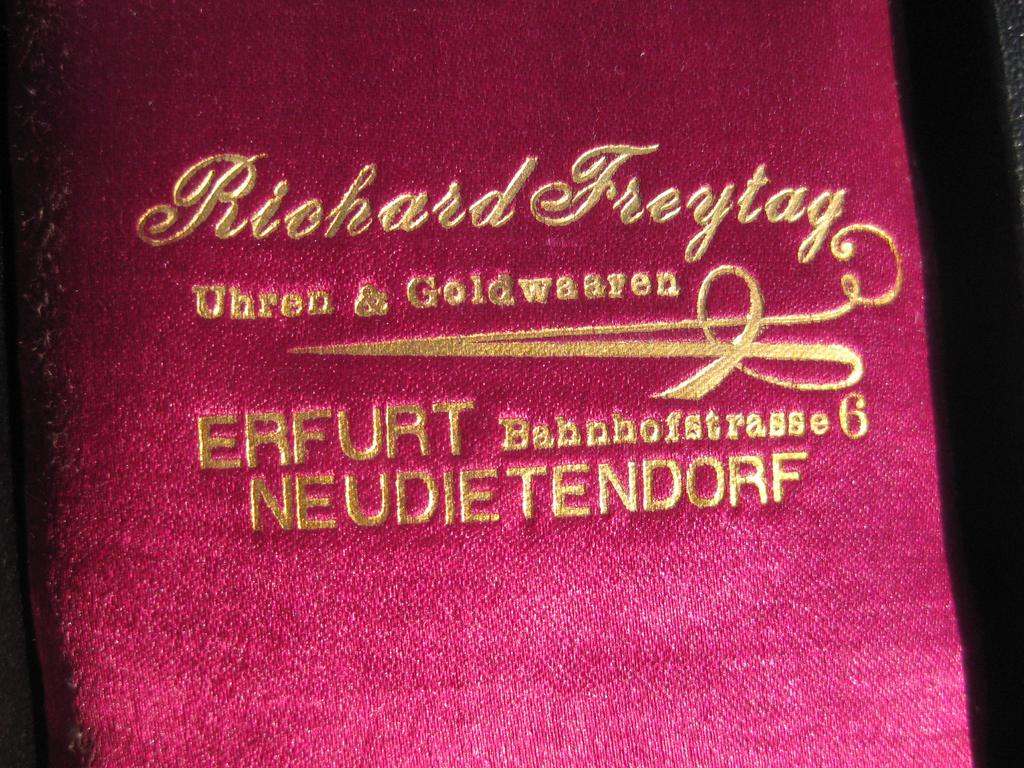 Richard Freytag
Uhren & Goldwaaren
ERFURT Bahnhofstrasse 6
NEUDIETENDORF